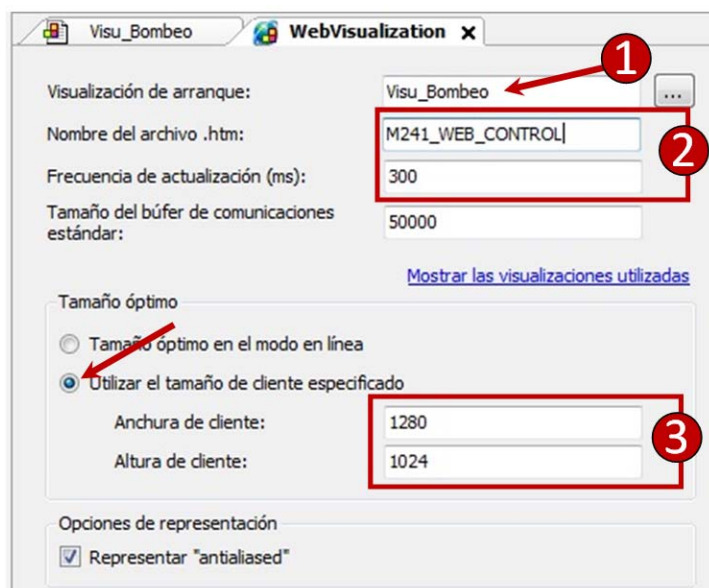 Visu_Bombeo WebVisualization X
1
Visualización de arranque: Visu_Bombeo ...
Nombre del archivo .htm: M241_WEB_CONTROL
2
Frecuencia de actualización (ms): 300
Tamaño del búfer de comunicaciones
estándar: 50000
Mostrar las visualizaciones utilizadas
Tamaño óptimo
Tamaño óptimo en el modo en línea
Utilizar el tamaño de cliente especificado
Anchura de cliente: 1280
3
Altura de cliente: 1024
Opciones de representación
Representar "antialiased"